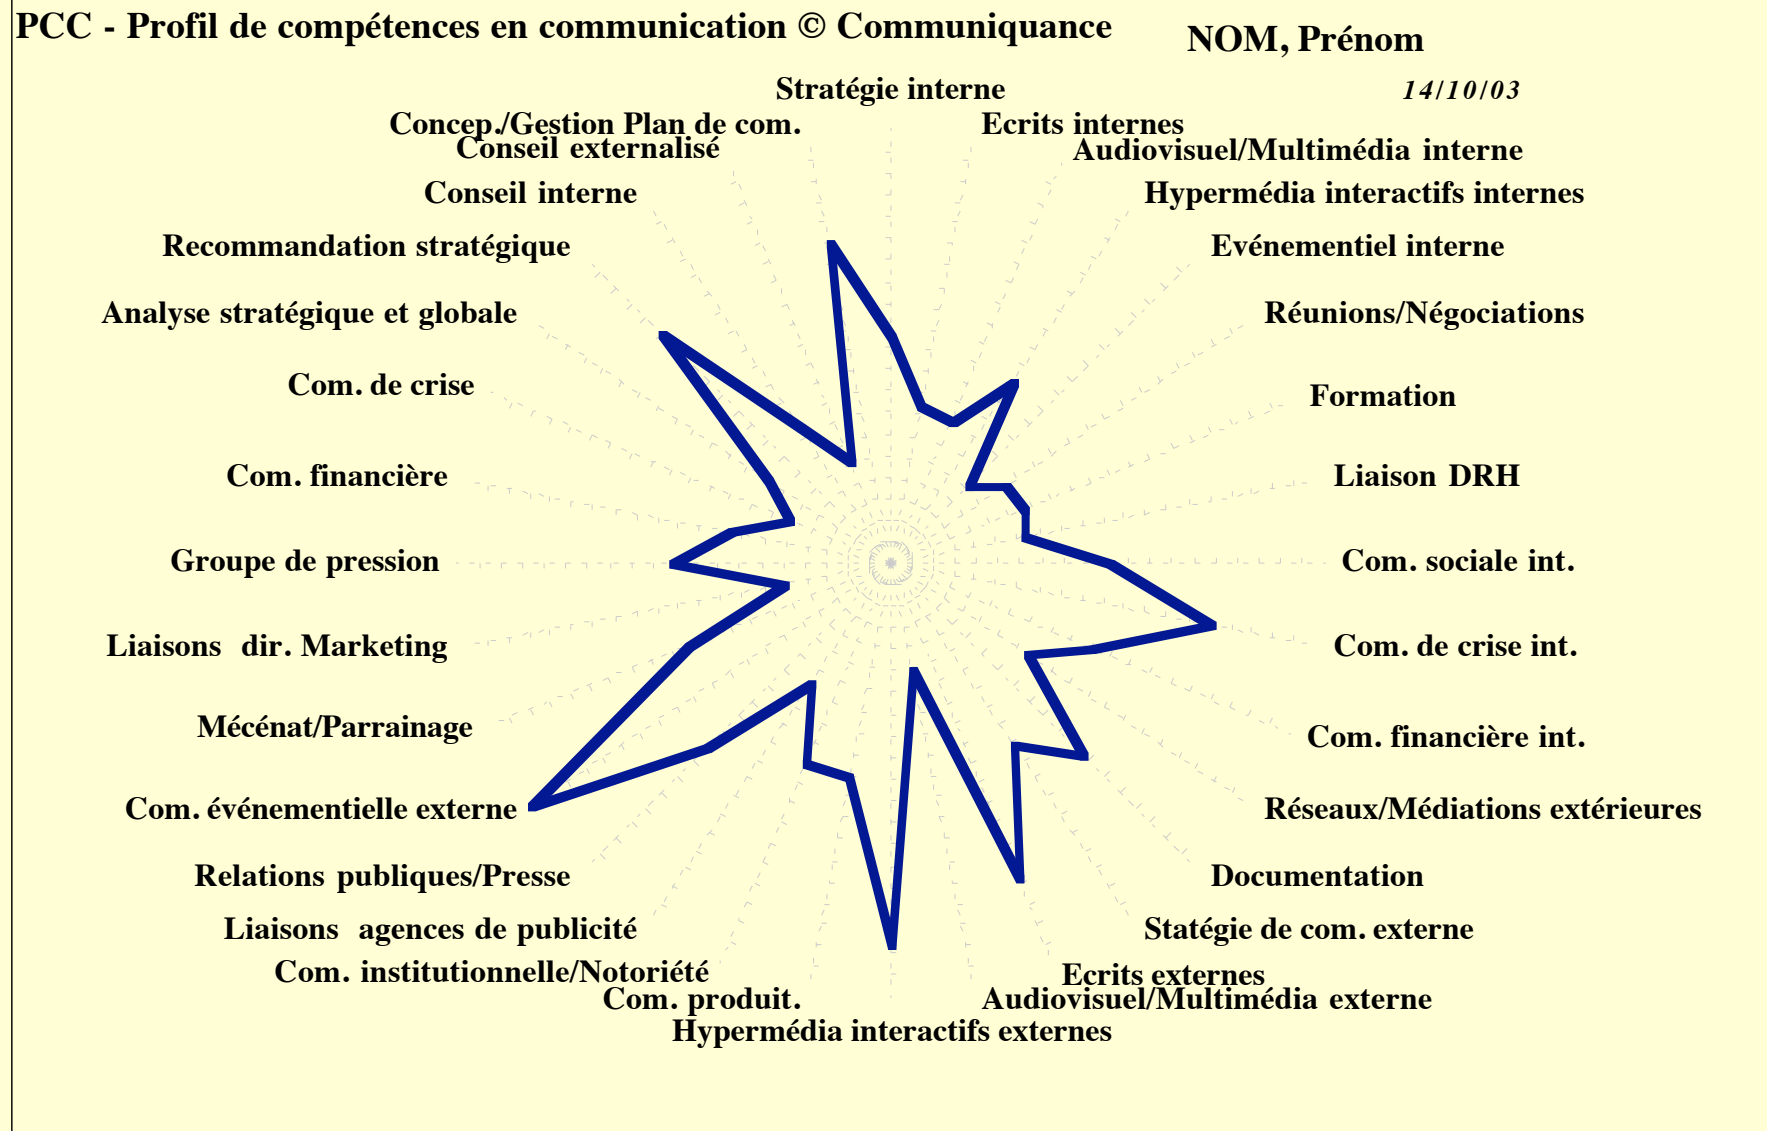 PCC - Profil de compétences en communication © Communiquance
NOM, Prénom
14/10/03
Stratégie interne
Concep./Gestion Plan de com.
Ecrits internes
Conseil externalisé
Audiovisuel/Multimédia interne
Conseil interne
Hypermédia interactifs internes
Recommandation stratégique
Evénementiel interne
Analyse stratégique et globale
Réunions/Négociations
Com. de crise
Formation
Com. financière
Liaison DRH
Groupe de pression
Com. sociale int.
Liaisons dir. Marketing
Com. de crise int.
Mécénat/Parrainage
Com. financière int.
Com. événementielle externe
Réseaux/Médiations extérieures
Relations publiques/Presse
Documentation
Liaisons agences de publicité
Statégie de com. externe
Com. institutionnelle/Notoriété
Ecrits externes
Com. produit.
Audiovisuel/Multimédia externe
Hypermédia interactifs externes